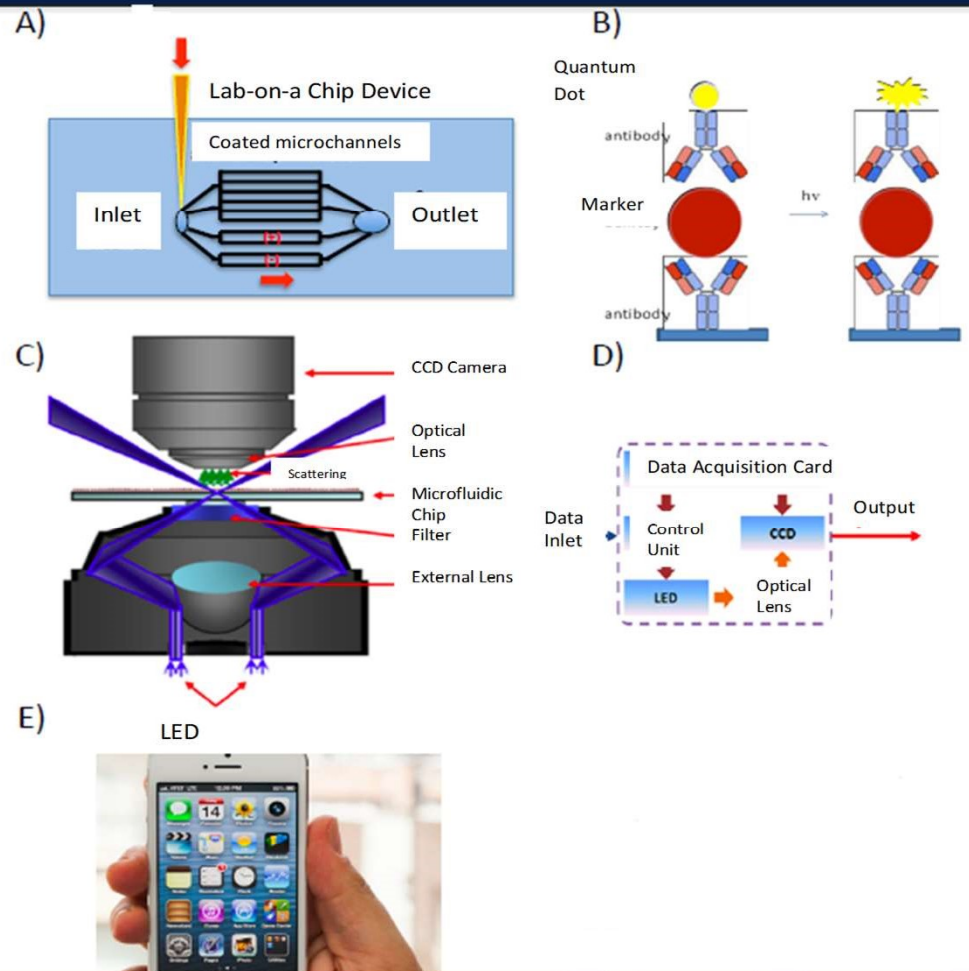 A)
Lab-on-a Chip Device
Coated microchannels
Inlet
Outlet
(+)
(-)
B)
Quantum
Dot
antibody
Marker
hv
antibody
C)
CCD Camera
Optical
Lens
Scattering
Microfluidic
Chip
Filter
External Lens
LED
D)
Data Acquisition Card
Data
Inlet
Control
Unit
CCD
Output
LED
Optical
Lens
E)
14